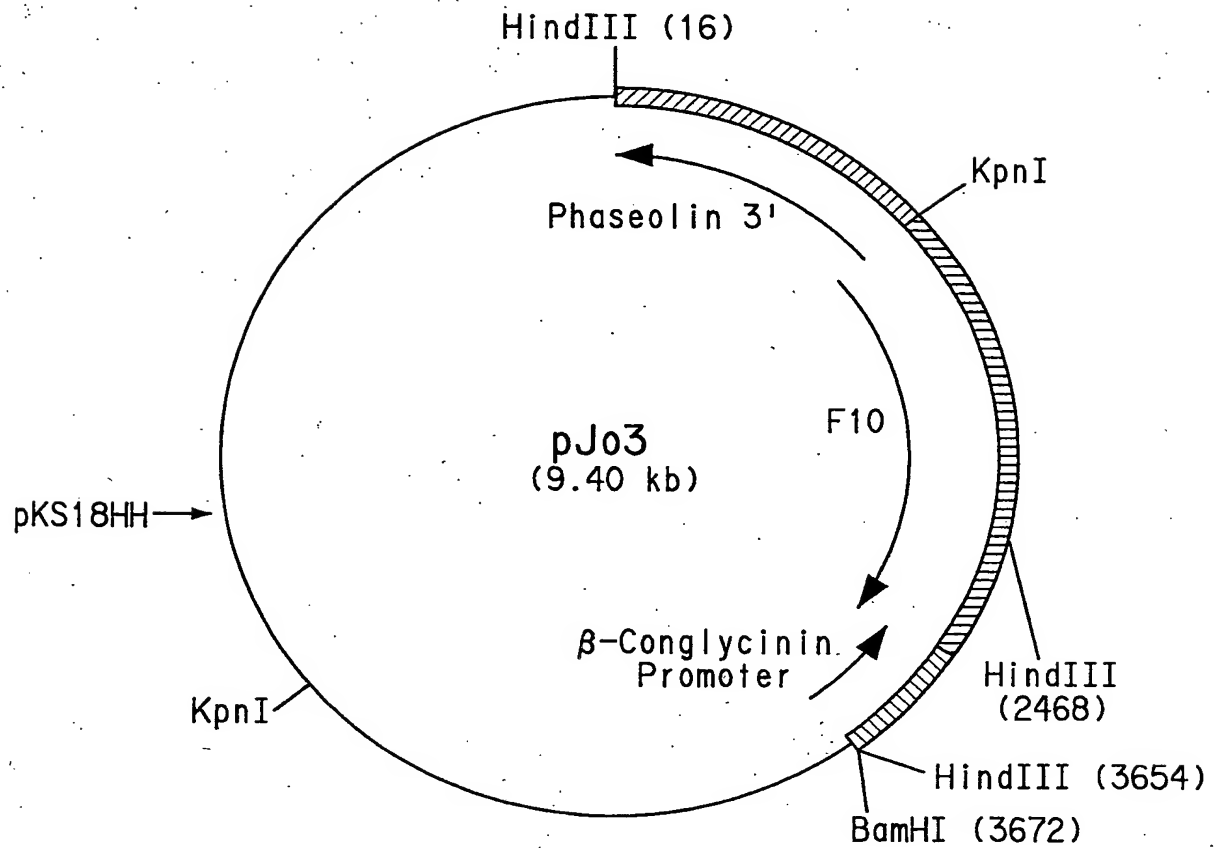 HindIII (16)
KpnI
Phaseolin 3'
F10
pJo3
(9.40 kb)
pKS18HH
β-Conglycinin
Promoter
HindIII
(2468)
KpnI
HindIII (3654)
BamHI (3672)